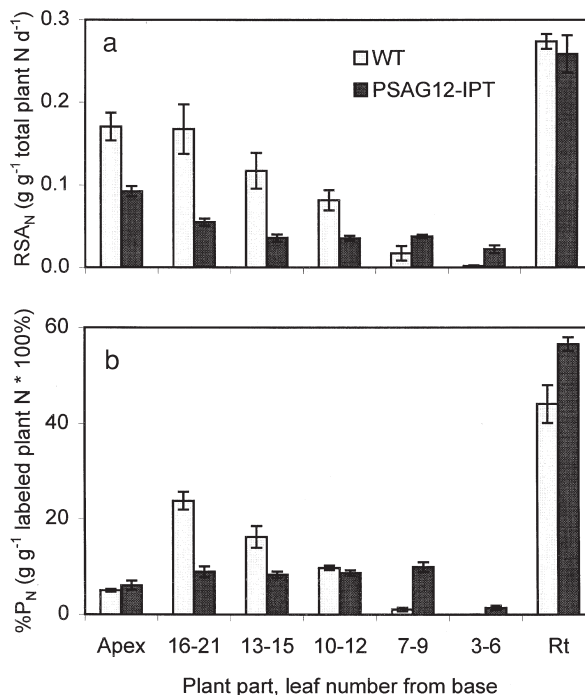 a
WT
PSAG12-IPT
RSA_N (g g⁻¹ total plant N d⁻¹)
0.3
0.2
0.1
0.0
b
%P_N (g g⁻¹ labeled plant N * 100%)
60
40
20
0
Apex 16-21 13-15 10-12 7-9 3-6 Rt
Plant part, leaf number from base